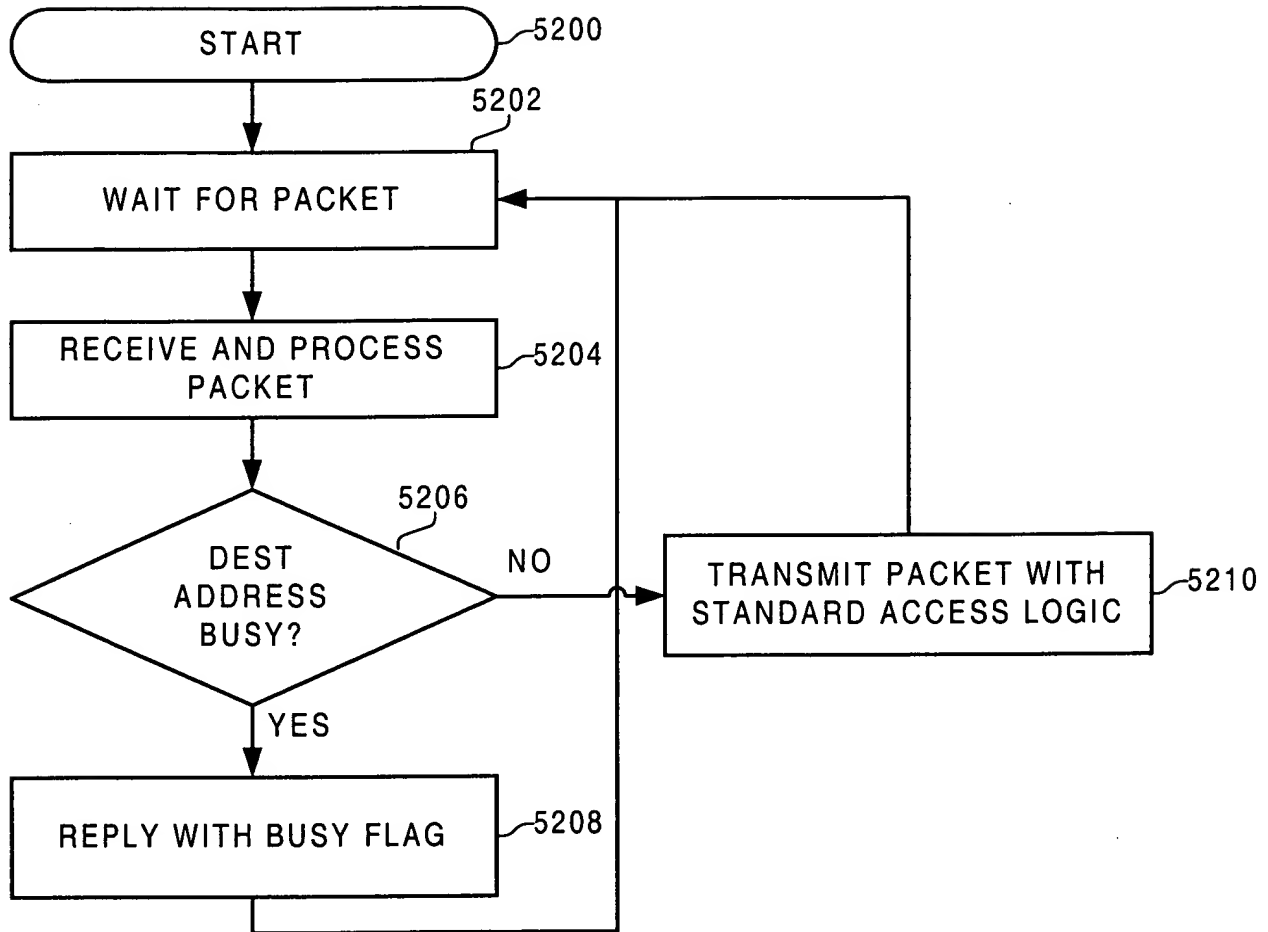 START
5200
5202
WAIT FOR PACKET
RECEIVE AND PROCESS
PACKET
5204
5206
DEST
ADDRESS
BUSY?
NO
TRANSMIT PACKET WITH
STANDARD ACCESS LOGIC
5210
YES
REPLY WITH BUSY FLAG
5208